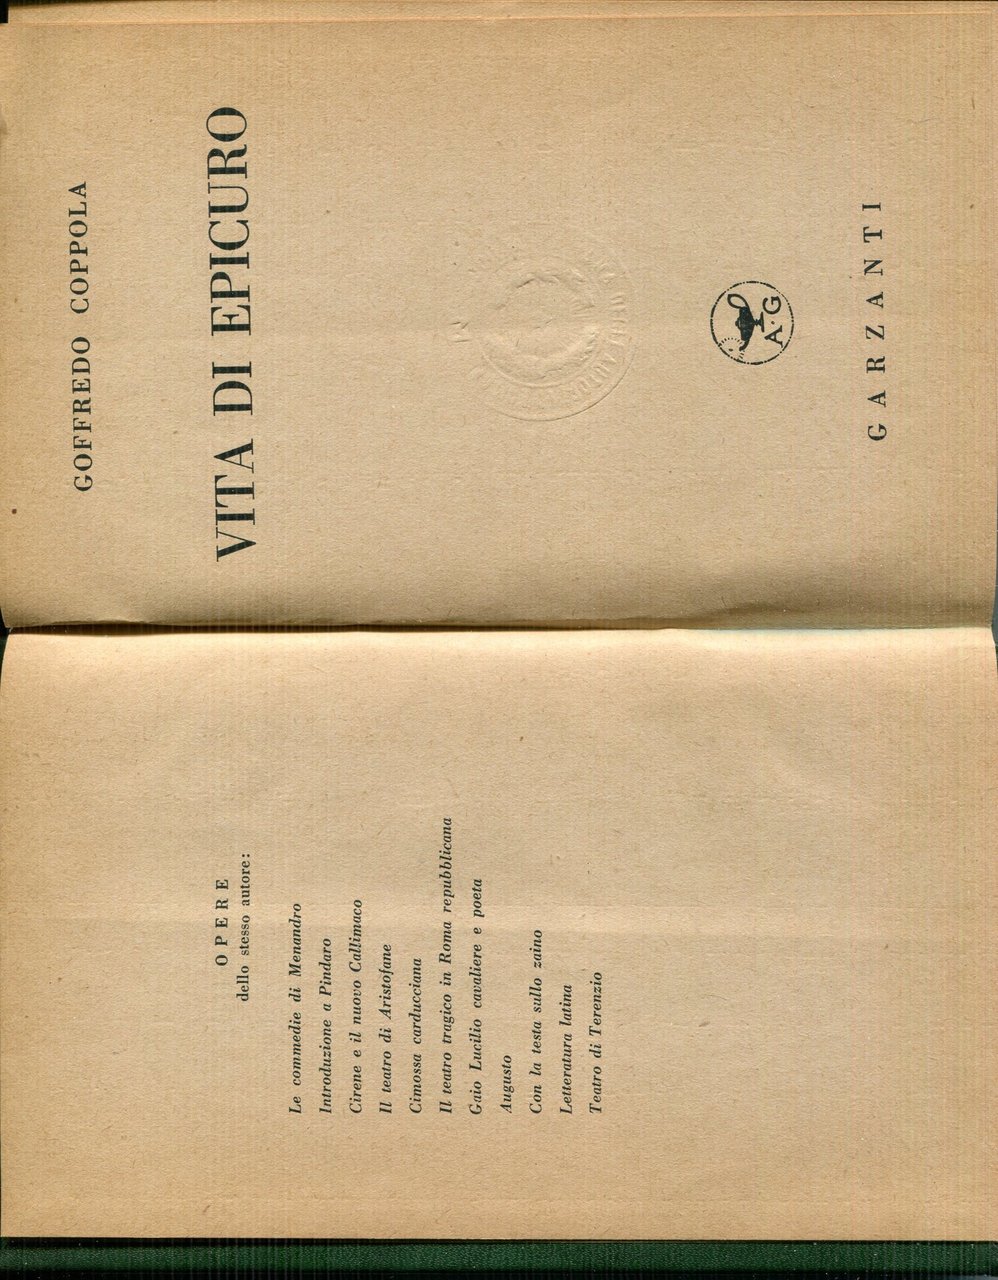 OPERE
dello stesso autore:
Le commedie di Menandro
Introduzione a Pindaro
Cirene e il nuovo Callimaco
Il teatro di Aristofane
Cimossa carducciana
Il teatro tragico in Roma repubblicana
Gaio Lucilio cavaliere e poeta
Augusto
Con la testa sullo zaino
Letteratura latina
Teatro di Terenzio
GOFFREDO COPPOLA
VITA DI EPICURO
A·G
GARZANTI